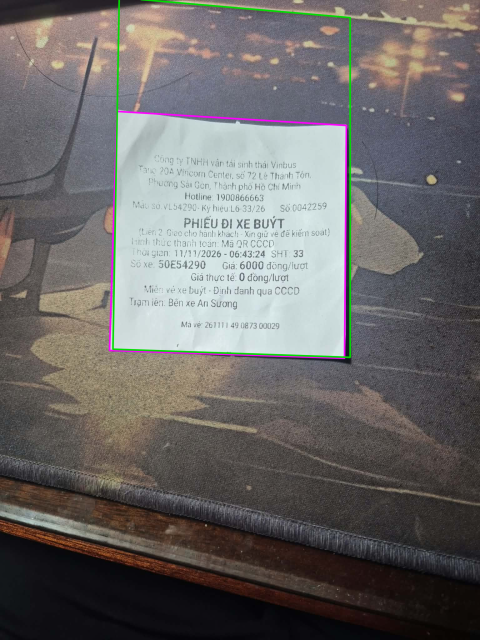 Công ty TNHH vận tải sinh thái Vinbus
Tầng 20A Vincom Center, số 72 Lê Thánh Tôn,
Phường Sài Gòn, Thành phố Hồ Chí Minh
Hotline: 1900866663
Mẫu số: VL54290- Ký hiệu L6-33/26 Số 0042259
PHIẾU ĐI XE BUÝT
(Liên 2: Giao cho hành khách - Xin giữ vé để kiểm soát)
Hình thức thanh toán: Mã QR CCCD
Thời gian: 11/11/2026 - 06:43:24 SHT: 33
Số xe: 50E54290 Giá: 6000 đồng/lượt
Giá thực tế: 0 đồng/lượt
Miễn vé xe buýt - Định danh qua CCCD
Trạm lên: Bến xe An Sương
Mã vé: 261111 49 0873 00029